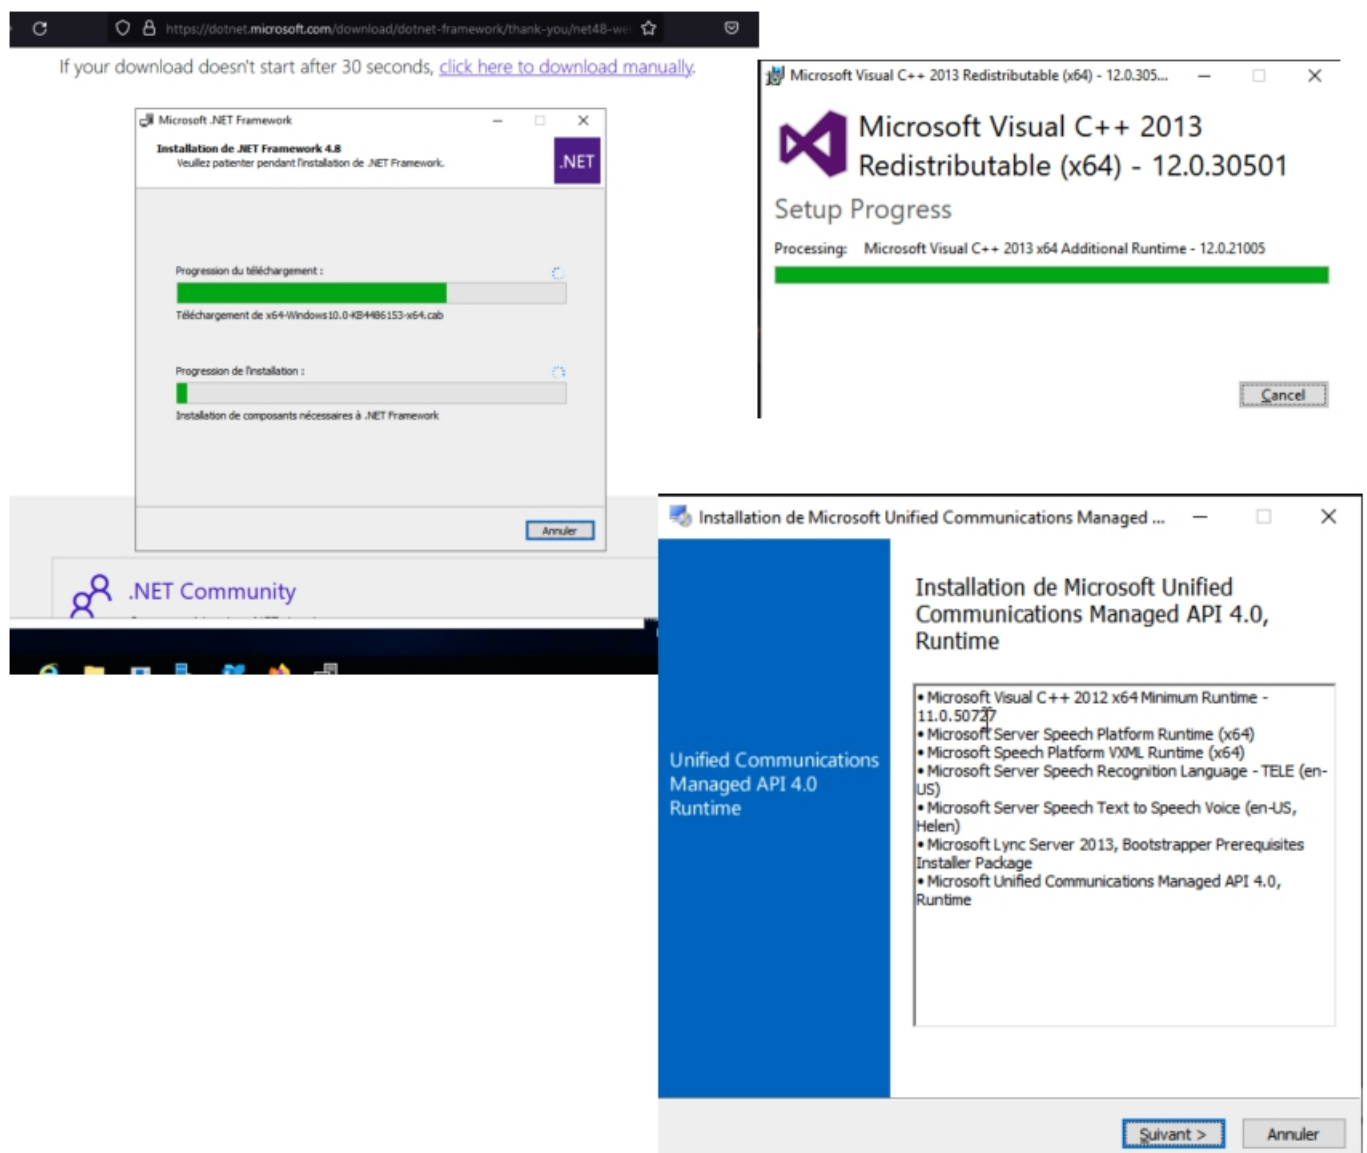 https://dotnet.microsoft.com/download/dotnet-framework/thank-you/net48-we
If your download doesn't start after 30 seconds, click here to download manually.
Microsoft .NET Framework
Installation de .NET Framework 4.8
Veuillez patienter pendant l'installation de .NET Framework.
.NET
Progression du téléchargement :
Téléchargement de x64-Windows10.0-KB4486153-x64.cab
Progression de l'installation :
Installation de composants nécessaires à .NET Framework
Annuler
.NET Community
Microsoft Visual C++ 2013 Redistributable (x64) - 12.0.305...
Microsoft Visual C++ 2013
Redistributable (x64) - 12.0.30501
Setup Progress
Processing: Microsoft Visual C++ 2013 x64 Additional Runtime - 12.0.21005
Cancel
Installation de Microsoft Unified Communications Managed ...
Unified Communications
Managed API 4.0
Runtime
Installation de Microsoft Unified
Communications Managed API 4.0,
Runtime
• Microsoft Visual C++ 2012 x64 Minimum Runtime -
11.0.50727
• Microsoft Server Speech Platform Runtime (x64)
• Microsoft Speech Platform VXML Runtime (x64)
• Microsoft Server Speech Recognition Language - TELE (en-
US)
• Microsoft Server Speech Text to Speech Voice (en-US,
Helen)
• Microsoft Lync Server 2013, Bootstrapper Prerequisites
Installer Package
• Microsoft Unified Communications Managed API 4.0,
Runtime
Suivant >
Annuler